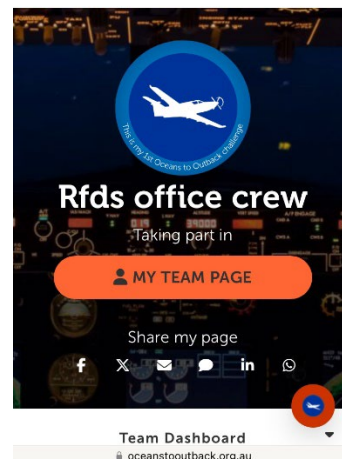 This is my 1st Oceans to Outback challenge
Rfds office crew
Taking part in
MY TEAM PAGE
Share my page
Team Dashboard
oceanstooutback.org.au